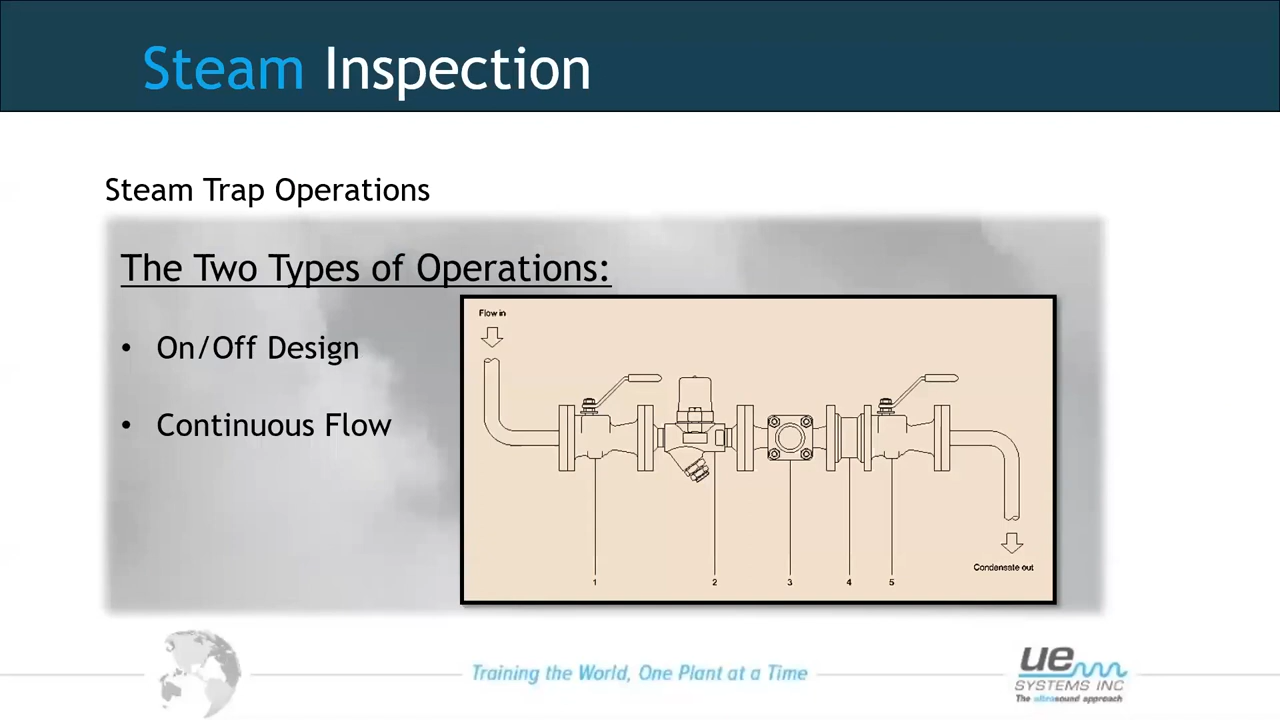 Steam Inspection
Steam Trap Operations
The Two Types of Operations:
• On/Off Design
• Continuous Flow
Flow in
Condensate out
1 2 3 4 5
Training the World, One Plant at a Time
ue
SYSTEMS INC
The ultrasound approach